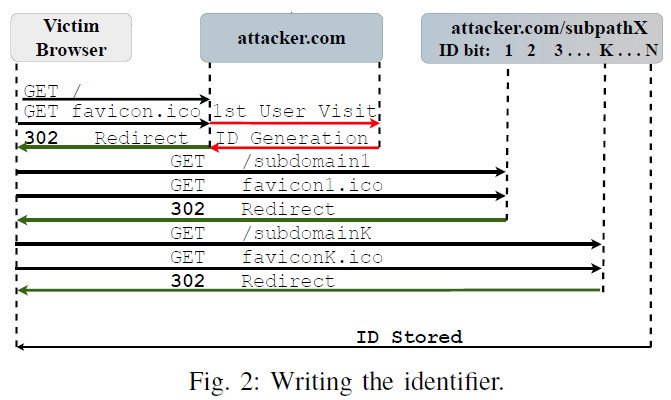 Victim Browser
attacker.com
attacker.com/subpathX
ID bit: 1 2 3... K...N
GET /
GET favicon.ico 1st User Visit
302 Redirect ID Generation
GET /subdomain1
GET favicon1.ico
302 Redirect
GET /subdomainK
GET faviconK.ico
302 Redirect
ID Stored
Fig. 2: Writing the identifier.